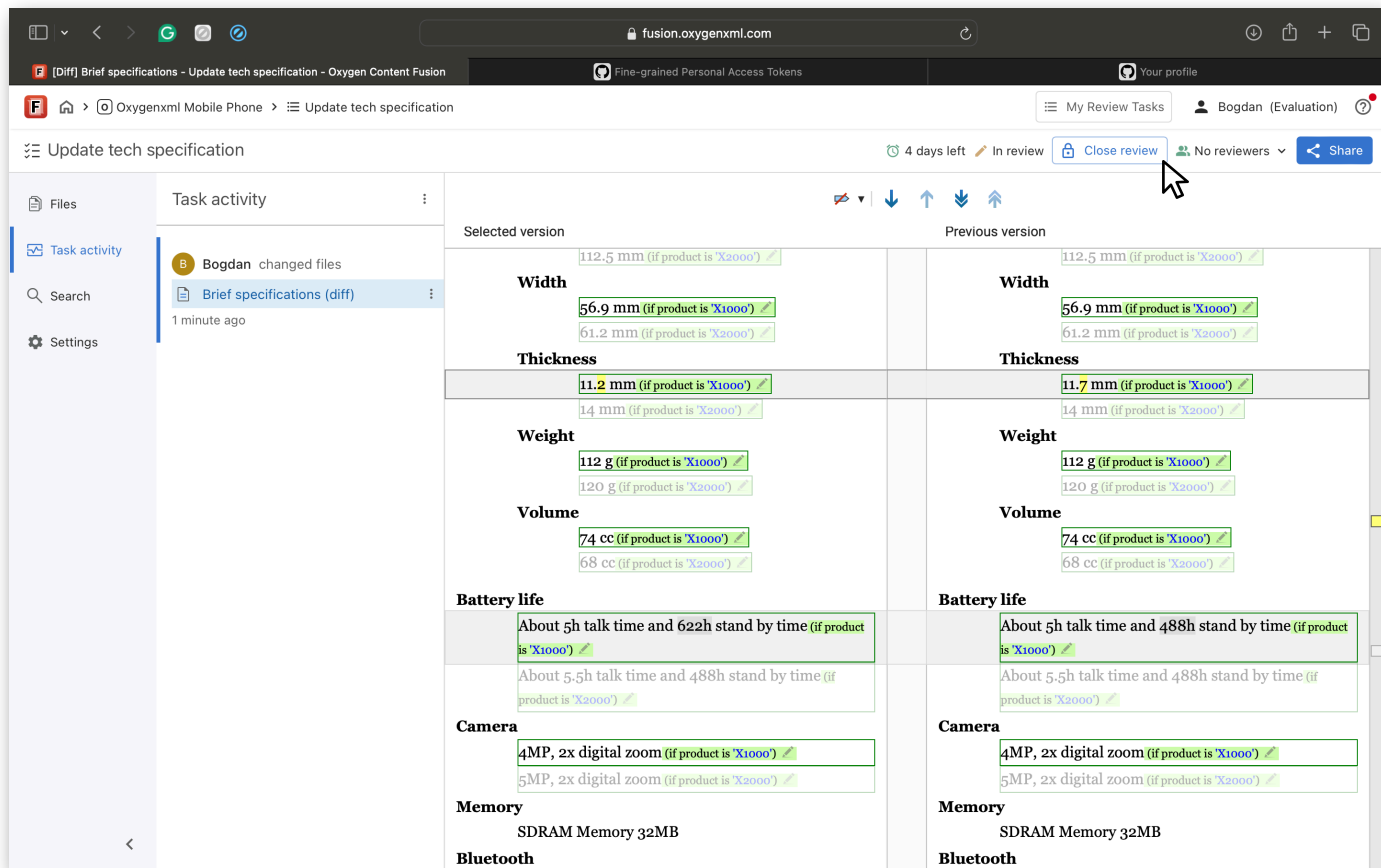 fusion.oxygenxml.com
[Diff] Brief specifications - Update tech specification - Oxygen Content Fusion
Fine-grained Personal Access Tokens
Your profile
Oxygenxml Mobile Phone > Update tech specification
My Review Tasks
Bogdan (Evaluation)
Update tech specification
4 days left
In review
Close review
No reviewers
Share
Files
Task activity
Search
Settings
Task activity
B Bogdan changed files
Brief specifications (diff)
1 minute ago
Selected version
112.5 mm (if product is 'X2000')
Width
56.9 mm (if product is 'X1000')
61.2 mm (if product is 'X2000')
Thickness
11.2 mm (if product is 'X1000')
14 mm (if product is 'X2000')
Weight
112 g (if product is 'X1000')
120 g (if product is 'X2000')
Volume
74 cc (if product is 'X1000')
68 cc (if product is 'X2000')
Battery life
About 5h talk time and 622h stand by time (if product
is 'X1000')
About 5.5h talk time and 488h stand by time (if
product is 'X2000')
Camera
4MP, 2x digital zoom (if product is 'X1000')
5MP, 2x digital zoom (if product is 'X2000')
Memory
SDRAM Memory 32MB
Bluetooth
Previous version
112.5 mm (if product is 'X2000')
Width
56.9 mm (if product is 'X1000')
61.2 mm (if product is 'X2000')
Thickness
11.7 mm (if product is 'X1000')
14 mm (if product is 'X2000')
Weight
112 g (if product is 'X1000')
120 g (if product is 'X2000')
Volume
74 cc (if product is 'X1000')
68 cc (if product is 'X2000')
Battery life
About 5h talk time and 488h stand by time (if product
is 'X1000')
About 5.5h talk time and 488h stand by time (if
product is 'X2000')
Camera
4MP, 2x digital zoom (if product is 'X1000')
5MP, 2x digital zoom (if product is 'X2000')
Memory
SDRAM Memory 32MB
Bluetooth